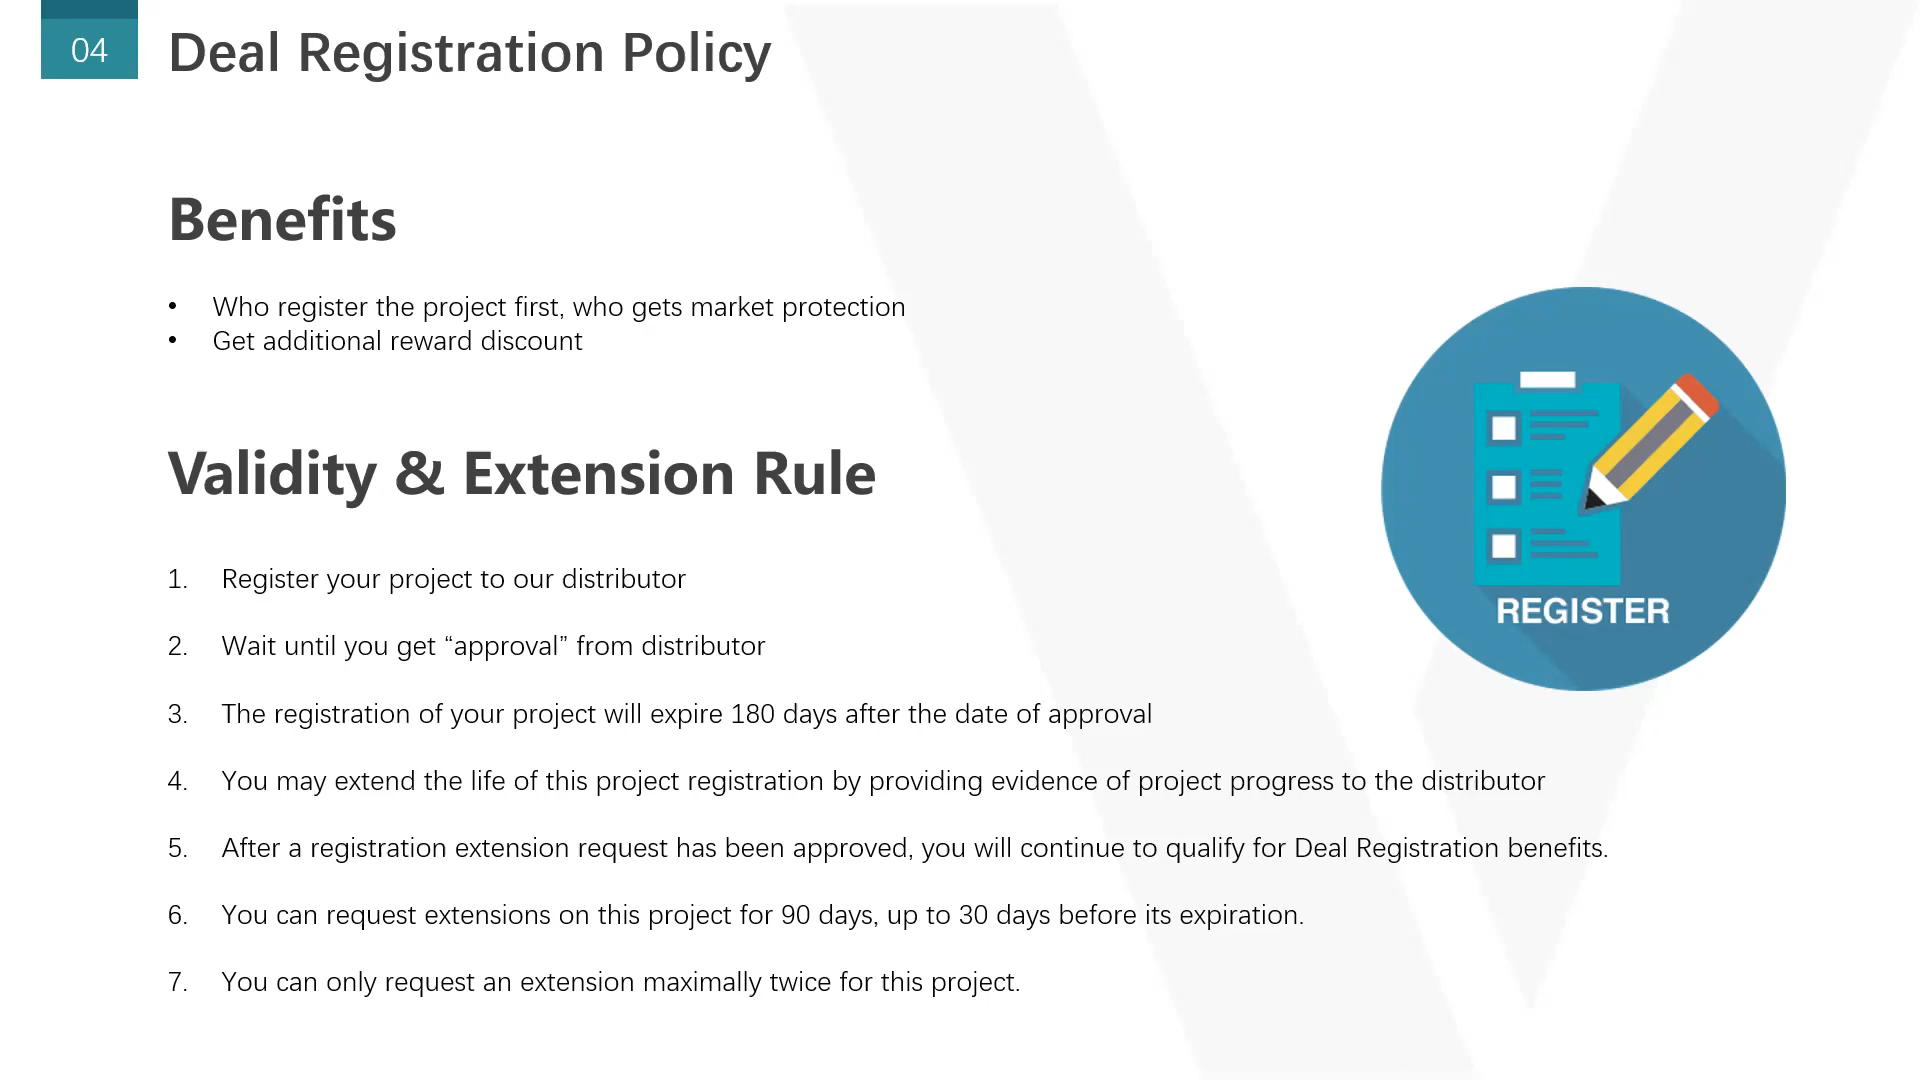 04
Deal Registration Policy
Benefits
• Who register the project first, who gets market protection
• Get additional reward discount
Validity & Extension Rule
1. Register your project to our distributor
2. Wait until you get “approval” from distributor
3. The registration of your project will expire 180 days after the date of approval
4. You may extend the life of this project registration by providing evidence of project progress to the distributor
5. After a registration extension request has been approved, you will continue to qualify for Deal Registration benefits.
6. You can request extensions on this project for 90 days, up to 30 days before its expiration.
7. You can only request an extension maximally twice for this project.
REGISTER